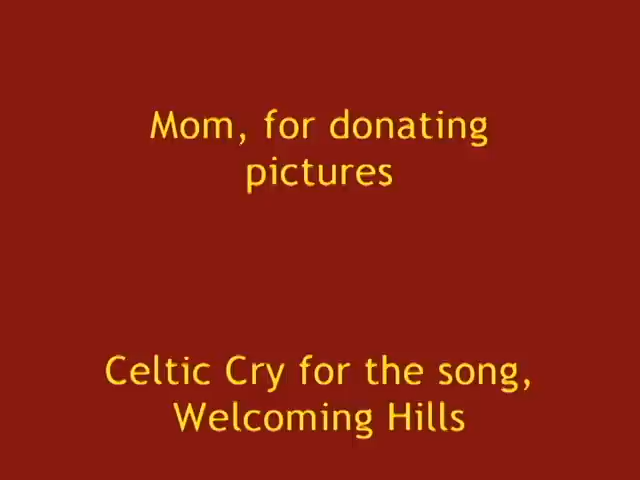 Mom, for donating
pictures
Celtic Cry for the song,
Welcoming Hills